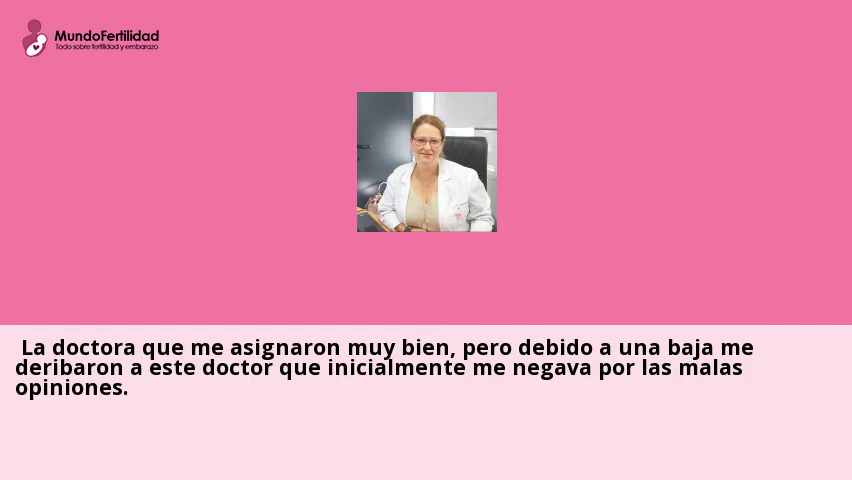 MundoFertilidad
Todo sobre fertilidad y embarazo
La doctora que me asignaron muy bien, pero debido a una baja me
deribaron a este doctor que inicialmente me negava por las malas
opiniones.